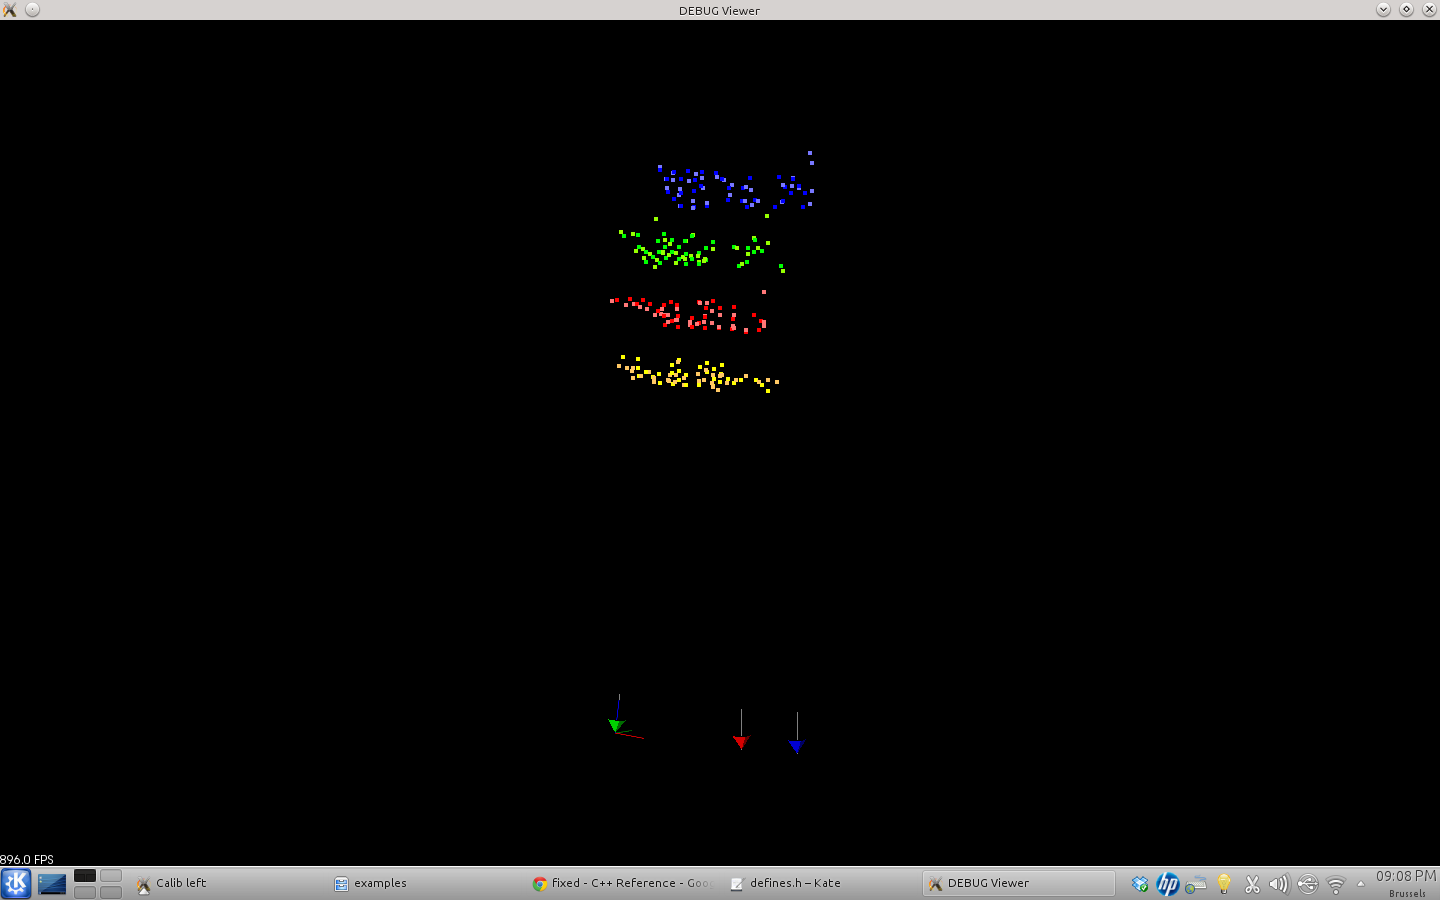 DEBUG Viewer
896.0 FPS
Calib left
examples
fixed - C++ Reference - Goo
defines.h – Kate
DEBUG Viewer
hp
09:08 PM
Brussels